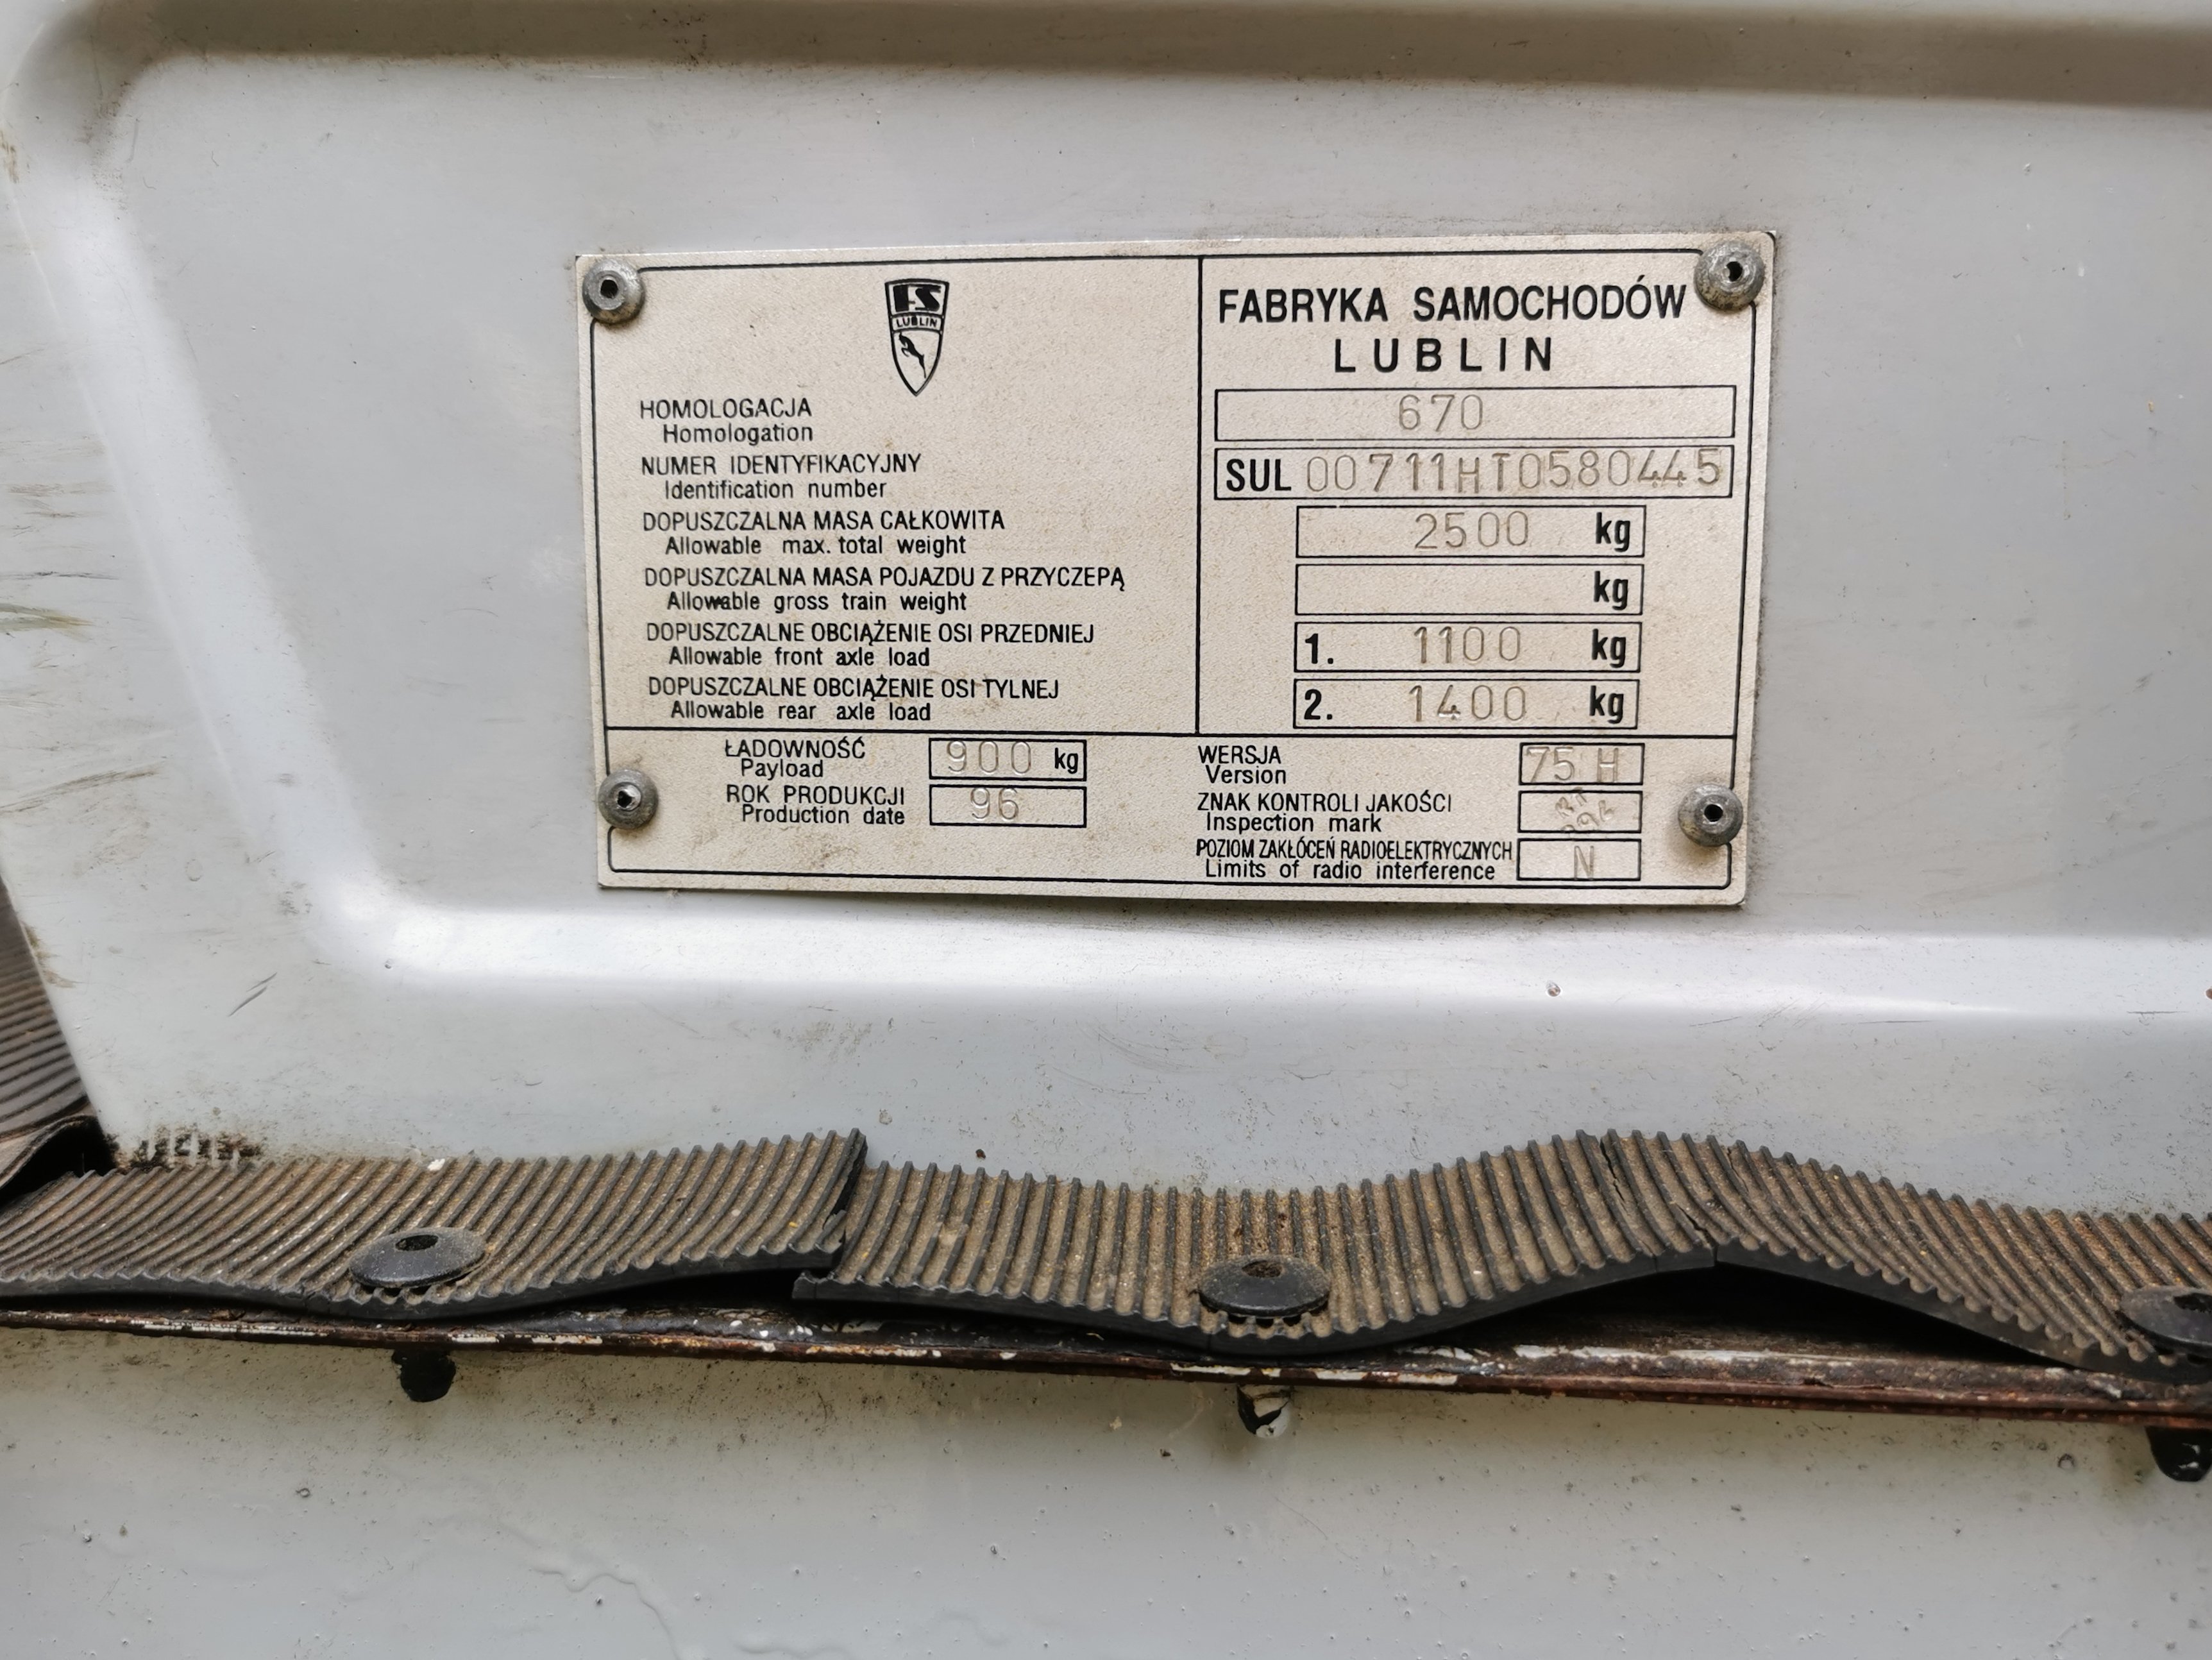 FS
LUBLIN
FABRYKA SAMOCHODÓW
LUBLIN
HOMOLOGACJA
Homologation
670
NUMER IDENTYFIKACYJNY
Identification number
SUL 00711HT0580445
DOPUSZCZALNA MASA CAŁKOWITA
Allowable max. total weight
2500 kg
DOPUSZCZALNA MASA POJAZDU Z PRZYCZEPĄ
Allowable gross train weight
kg
DOPUSZCZALNE OBCIĄŻENIE OSI PRZEDNIEJ
Allowable front axle load
1. 1100 kg
DOPUSZCZALNE OBCIĄŻENIE OSI TYLNEJ
Allowable rear axle load
2. 1400 kg
ŁADOWNOŚĆ
Payload
900 kg
ROK PRODUKCJI
Production date
96
WERSJA
Version
75 H
ZNAK KONTROLI JAKOŚCI
Inspection mark
POZIOM ZAKŁÓCEŃ RADIOELEKTRYCZNYCH
Limits of radio interference
N